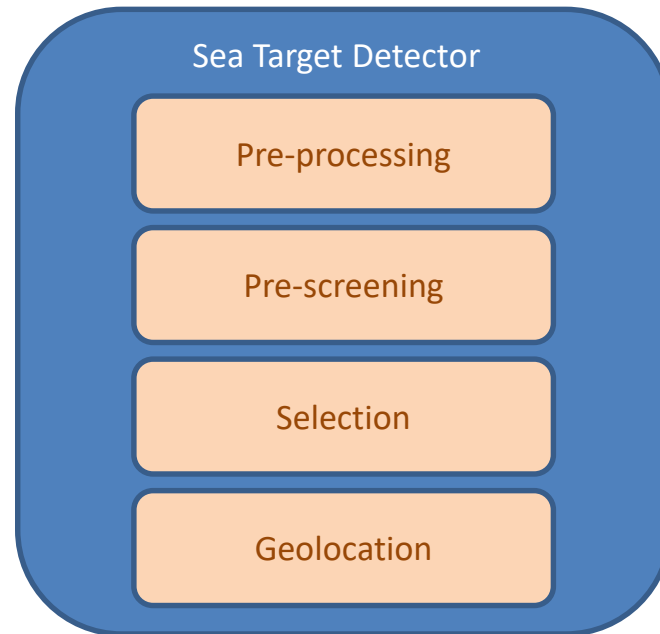 Sea Target Detector
Pre-processing
Pre-screening
Selection
Geolocation